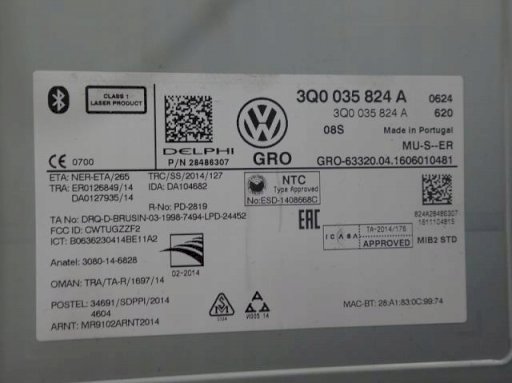 CLASS 1
LASER PRODUCT
DELPHI
P/N 28486307
GRO
3Q0 035 824 A 0624
3Q0 035 824 A 620
08S Made in Portugal
MU-S--ER
GRO-63320.04.1606010481
CE 0700
ETA: NER-ETA/265 TRC/SS/2014/127
TRA: ER0126849/14 IDA: DA104682
DA0127935/14
R-No: RU PD-2819
TA No: DRQ-D-BRUSIN-03-1998-7494-LPD-24452
FCC ID: CWTUGZZF2
ICT: B0636230414BE11A2
Anatel: 3080-14-6828
02-2014
OMAN: TRA/TA-R/1697/14
POSTEL: 34691/SDPPI/2014
4604
ARNT: MR9102ARNT2014
NTC
Type Approved
No:ESD-1408668C
EAC
ICASA
TA-2014/176
APPROVED
824A28486307
1611104815
MIB2 STD
MAC-BT: 28:A1:83:0C:99:74